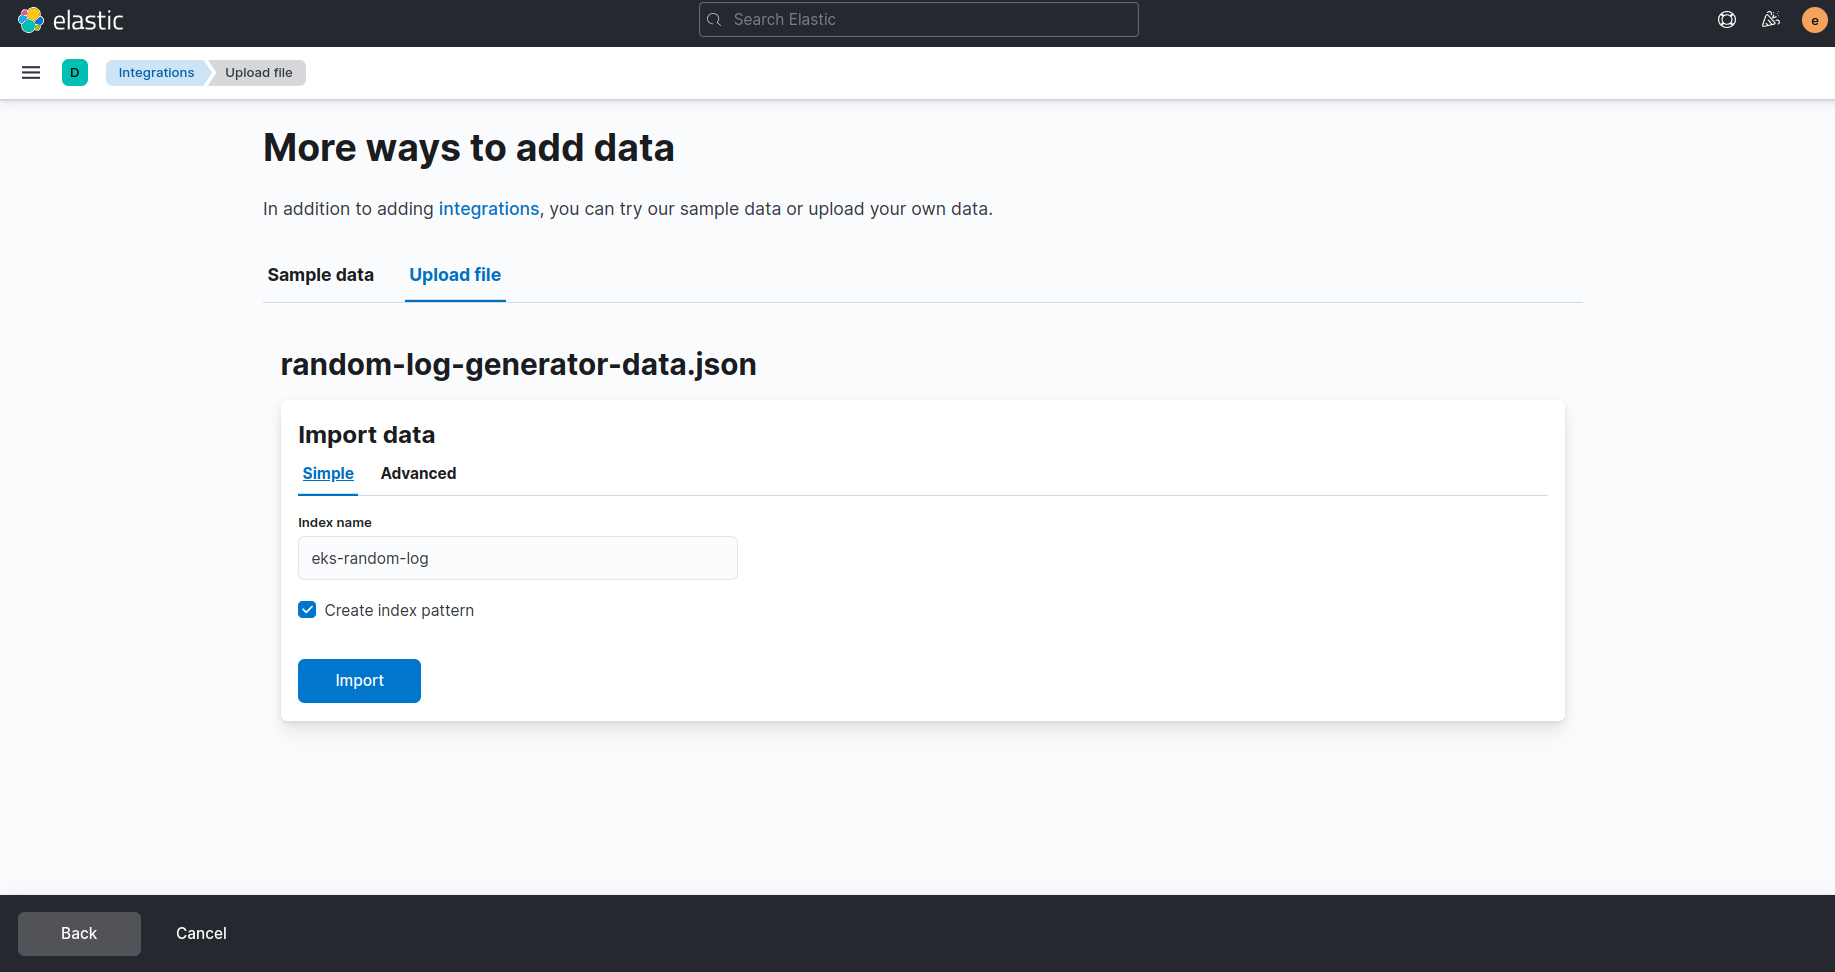 elastic
Search Elastic
e
D
Integrations
Upload file
More ways to add data
In addition to adding integrations, you can try our sample data or upload your own data.
Sample data
Upload file
random-log-generator-data.json
Import data
Simple
Advanced
Index name
eks-random-log
Create index pattern
Import
Back
Cancel